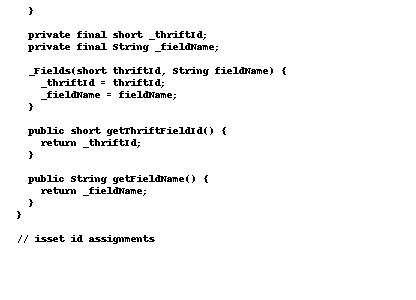 }
private final short _thriftId;
private final String _fieldName;
_Fields(short thriftId, String fieldName) {
_thriftId = thriftId;
_fieldName = fieldName;
}
public short getThriftFieldId() {
return _thriftId;
}
public String getFieldName() {
return _fieldName;
}
}
// isset id assignments